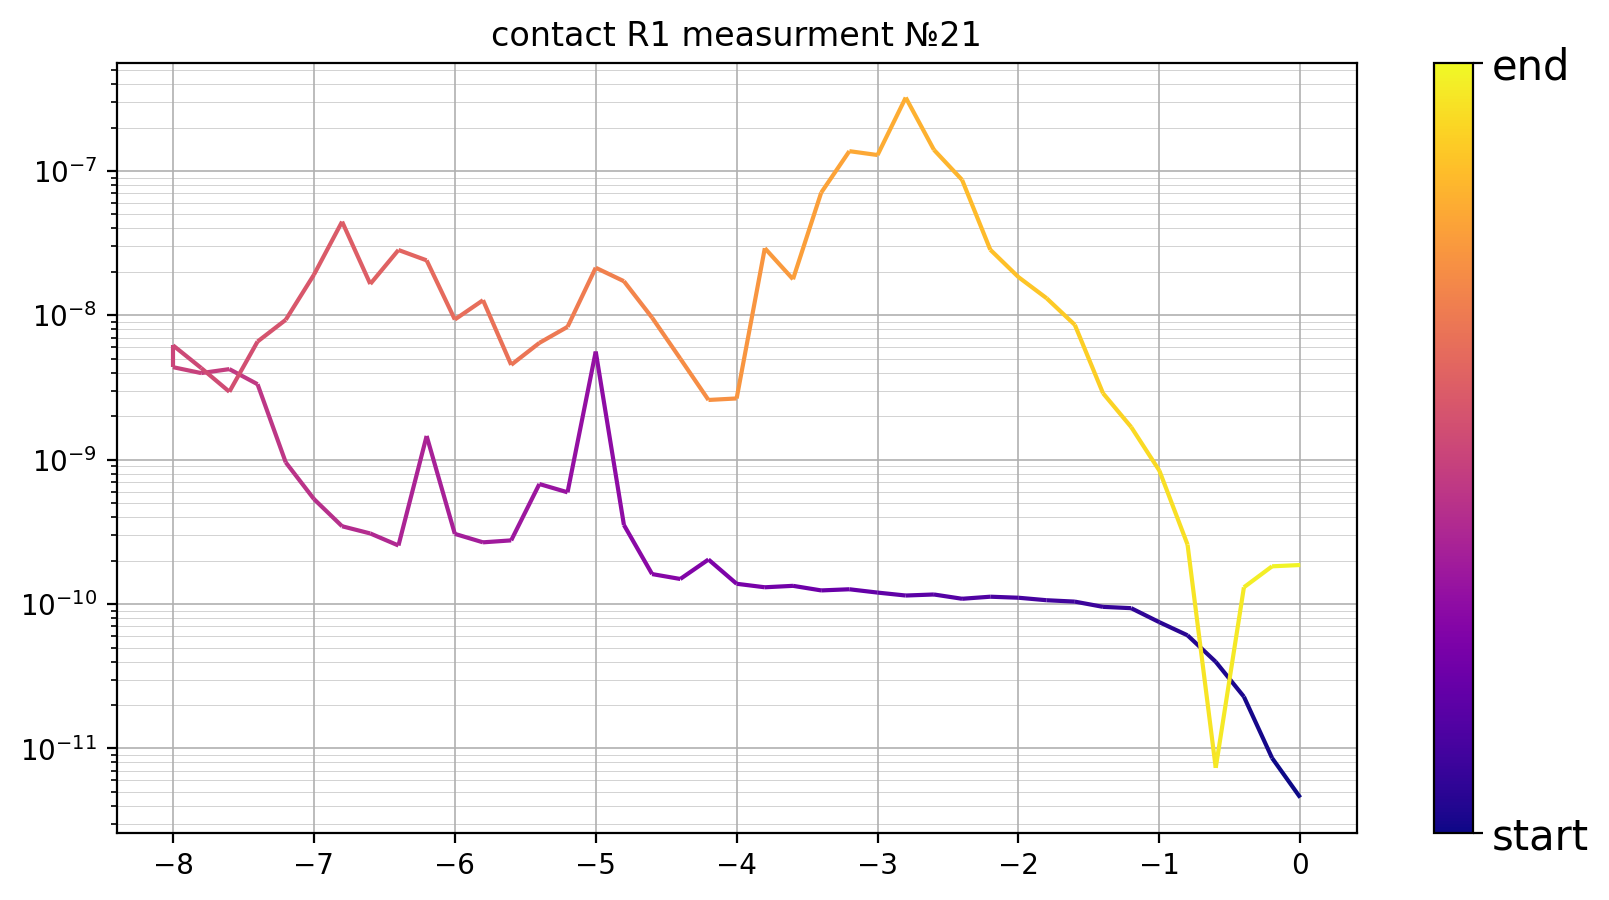 contact R1 measurment №21
10⁻⁷
10⁻⁸
10⁻⁹
10⁻¹⁰
10⁻¹¹
−8 −7 −6 −5 −4 −3 −2 −1 0
end
start